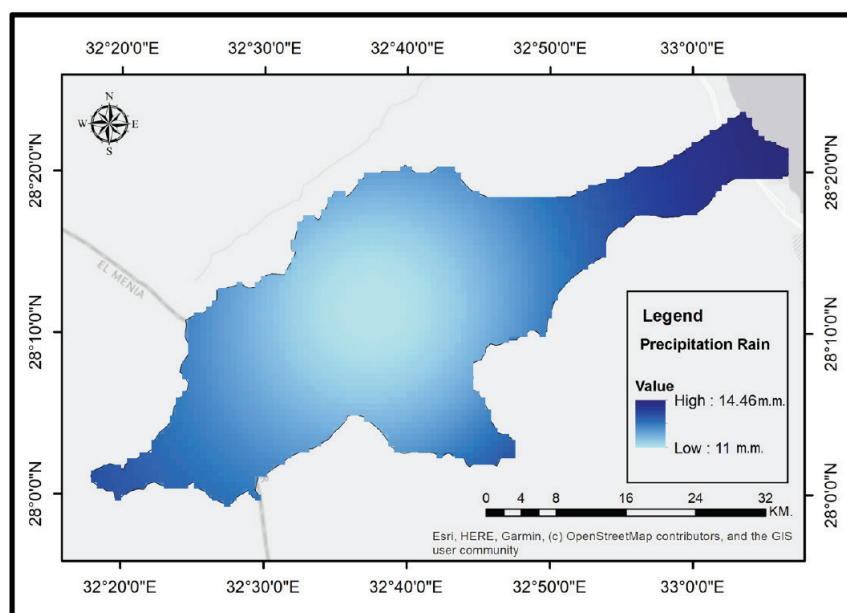 32°20'0"E 32°30'0"E 32°40'0"E 32°50'0"E 33°0'0"E
N
W E
S
28°20'0"N 28°20'0"N
EL MENIA
28°10'0"N 28°10'0"N
28°0'0"N 28°0'0"N
Legend
Precipitation Rain
Value
High : 14.46 m.m.
Low : 11 m.m.
0 4 8 16 24 32
KM.
Esri, HERE, Garmin, (c) OpenStreetMap contributors, and the GIS
user community
32°20'0"E 32°30'0"E 32°40'0"E 32°50'0"E 33°0'0"E